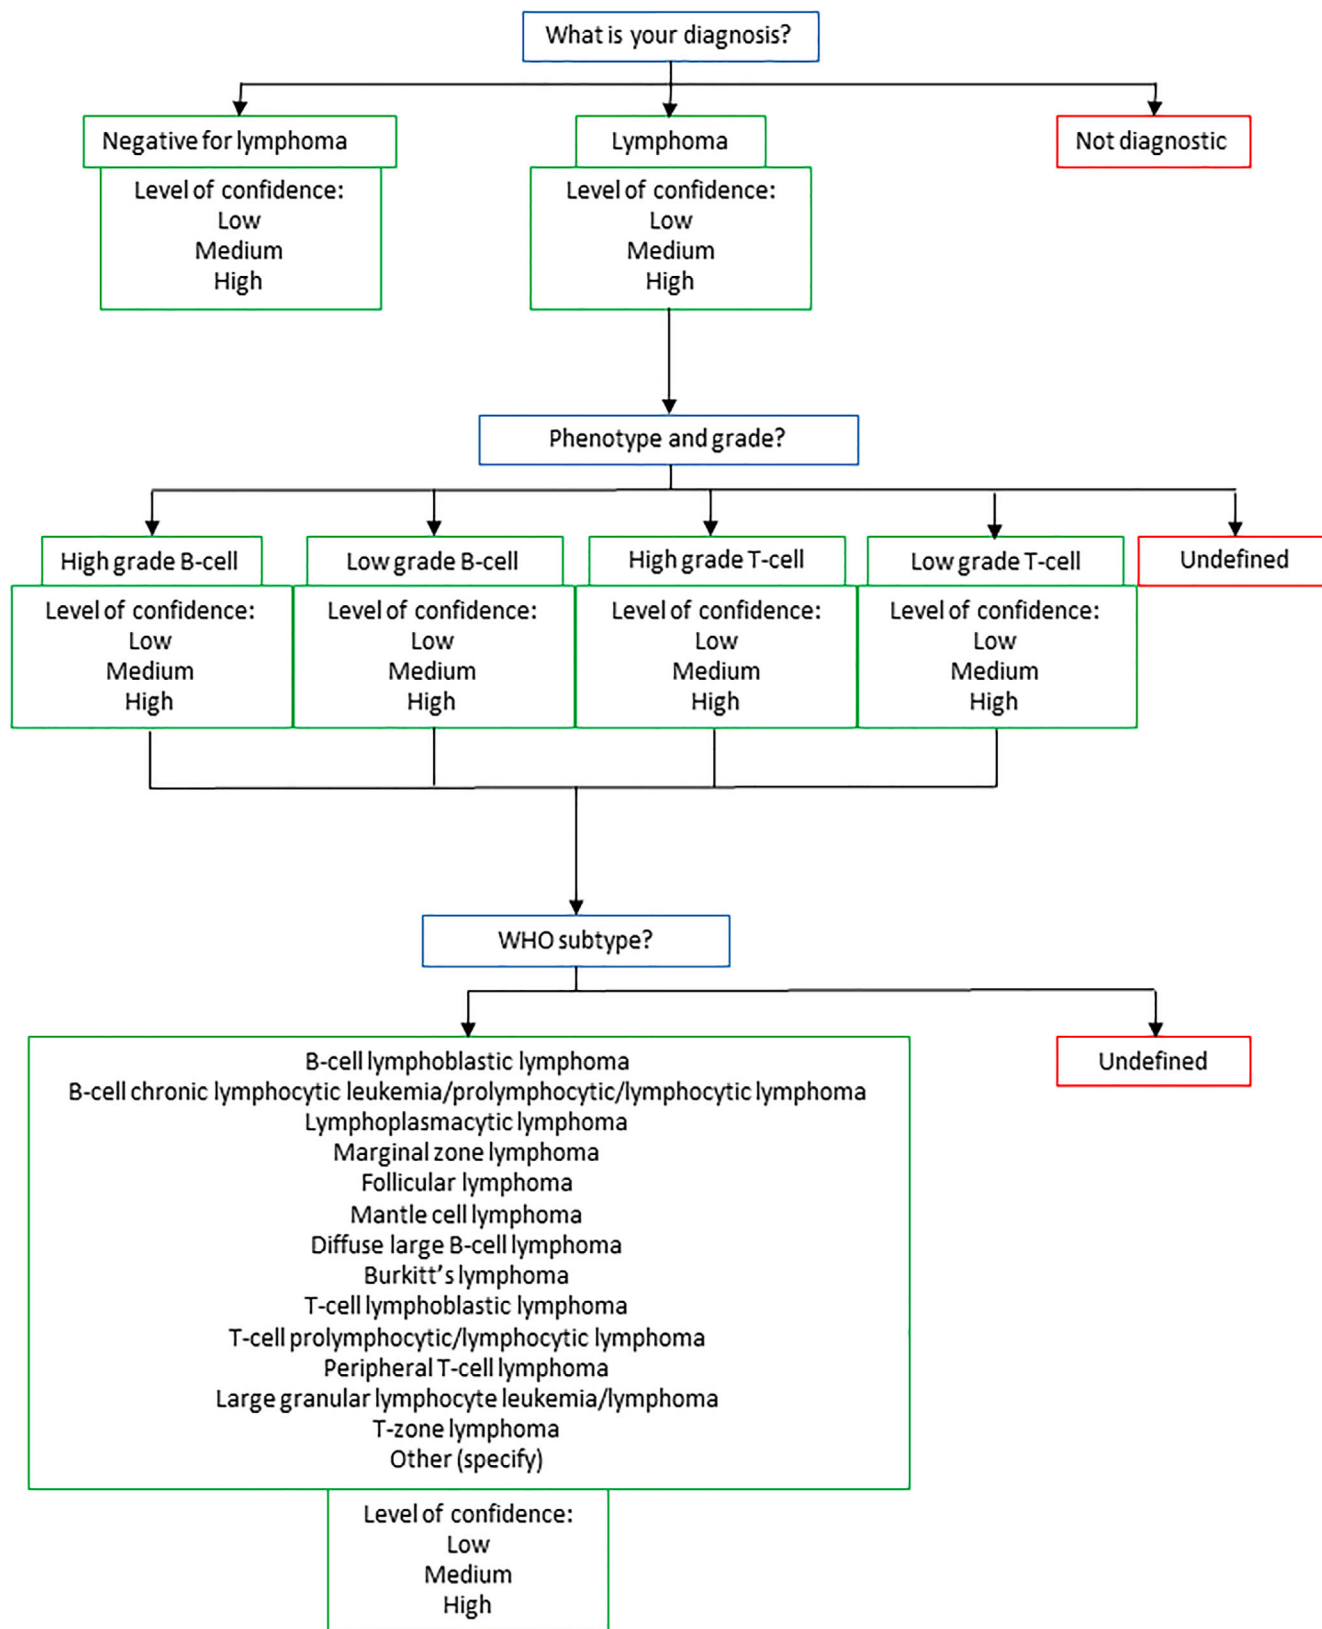 What is your diagnosis?
Negative for lymphoma
Lymphoma
Not diagnostic
Level of confidence:
Low
Medium
High
Level of confidence:
Low
Medium
High
Phenotype and grade?
High grade B-cell
Low grade B-cell
High grade T-cell
Low grade T-cell
Undefined
Level of confidence:
Low
Medium
High
Level of confidence:
Low
Medium
High
Level of confidence:
Low
Medium
High
Level of confidence:
Low
Medium
High
WHO subtype?
B-cell lymphoblastic lymphoma
B-cell chronic lymphocytic leukemia/prolymphocytic/lymphocytic lymphoma
Lymphoplasmacytic lymphoma
Marginal zone lymphoma
Follicular lymphoma
Mantle cell lymphoma
Diffuse large B-cell lymphoma
Burkitt’s lymphoma
T-cell lymphoblastic lymphoma
T-cell prolymphocytic/lymphocytic lymphoma
Peripheral T-cell lymphoma
Large granular lymphocyte leukemia/lymphoma
T-zone lymphoma
Other (specify)
Undefined
Level of confidence:
Low
Medium
High